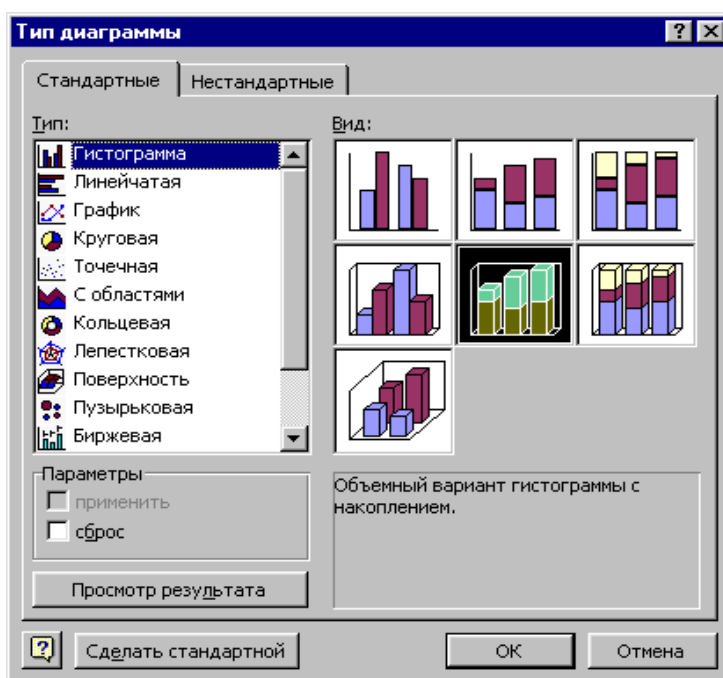 Тип диаграммы
Стандартные
Нестандартные
Тип:
Гистограмма
Линейчатая
График
Круговая
Точечная
С областями
Кольцевая
Лепестковая
Поверхность
Пузырьковая
Биржевая
Вид:
Параметры
применить
сброс
Объемный вариант гистограммы с
накоплением.
Просмотр результата
Сделать стандартной
ОК
Отмена